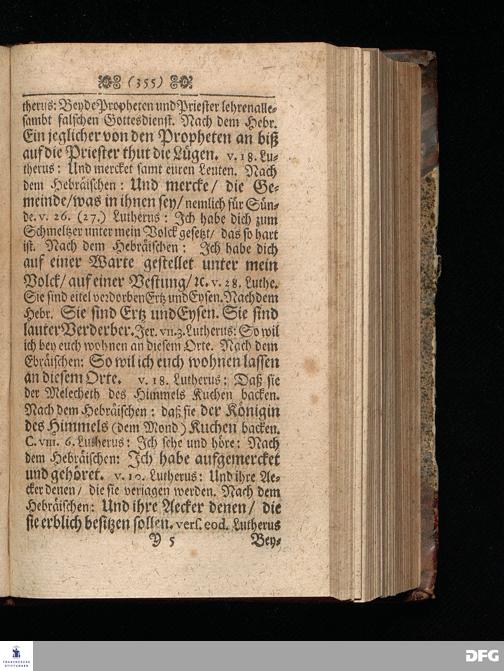 (355)
therus: Beyde Propheten und Priester lehren alle-
sambt falschen Gottesdienst. Nach dem Hebr.
Ein jeglicher von den Propheten an biß
auf die Priester thut die Lügen. v. 18. Lu-
therus: Und mercket samt euren Leuten. Nach
dem Hebräischen: Und mercke/ die Ge-
meinde/ was in ihnen sey/ nemlich für Sün-
de. v. 26. (27.) Lutherus: Ich habe dich zum
Schmeltzer unter mein Volck gesetzt/ das so hart
ist. Nach dem Hebräischen: Ich habe dich
auf einer Warte gestellet unter mein
Volck/ auf einer Vestung/ ꝛc. v. 28. Luthe.
Sie sind eitel verdorben Ertz und Eysen. Nach dem
Hebr. Sie sind Ertz und Eysen. Sie sind
lauter Verderber. Jer. vii. 3. Lutherus: So wil
ich bey euch wohnen an diesem Orte. Nach dem
Ebräischen: So wil ich euch wohnen lassen
an diesem Orte. v. 18. Lutherus: Daß sie
der Melecheth des Himmels Kuchen backen.
Nach dem Hebräischen: daß sie der Königin
des Himmels (dem Mond) Kuchen backen.
C. viii. 6. Lutherus: Ich sehe und höre: Nach
dem Hebräischen: Ich habe aufgemercket
und gehöret. v. 10. Lutherus: Und ihre Ae-
cker denen/ die sie verjagen werden. Nach dem
Hebräischen: Und ihre Aecker denen/ die
sie erblich besitzen sollen. vers. eod. Lutherus
Y 5 Bey-
FRANCKESCHE
STIFTUNGEN
DFG